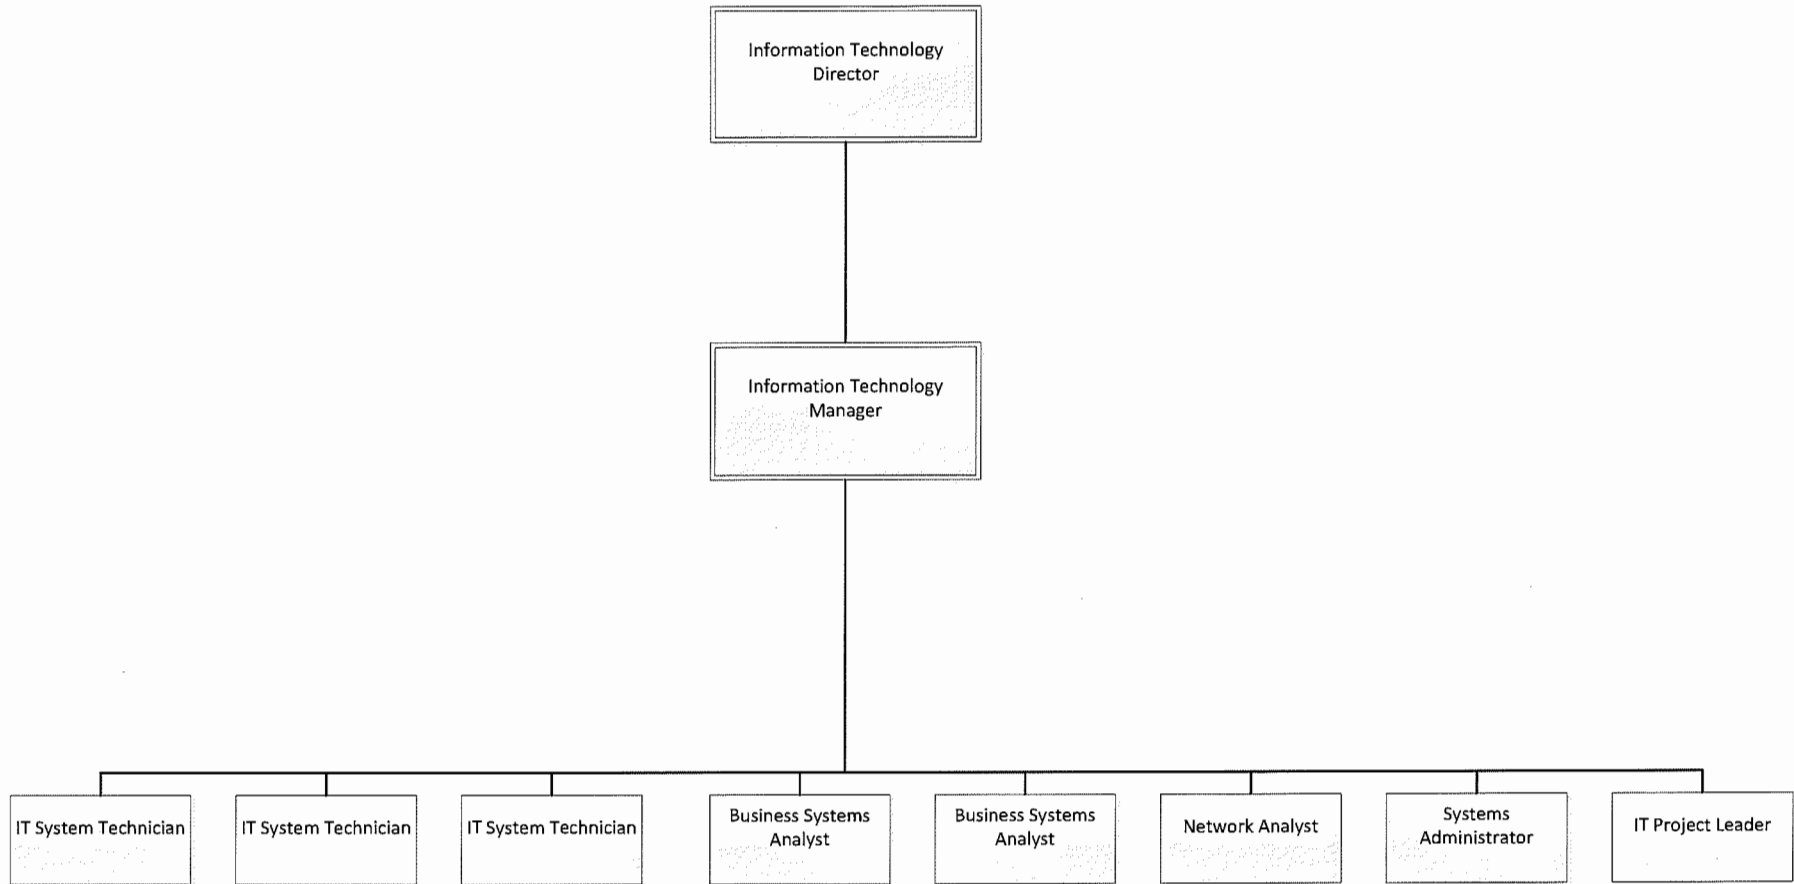 Information Technology
Director
Information Technology
Manager
IT System Technician
IT System Technician
IT System Technician
Business Systems
Analyst
Business Systems
Analyst
Network Analyst
Systems
Administrator
IT Project Leader